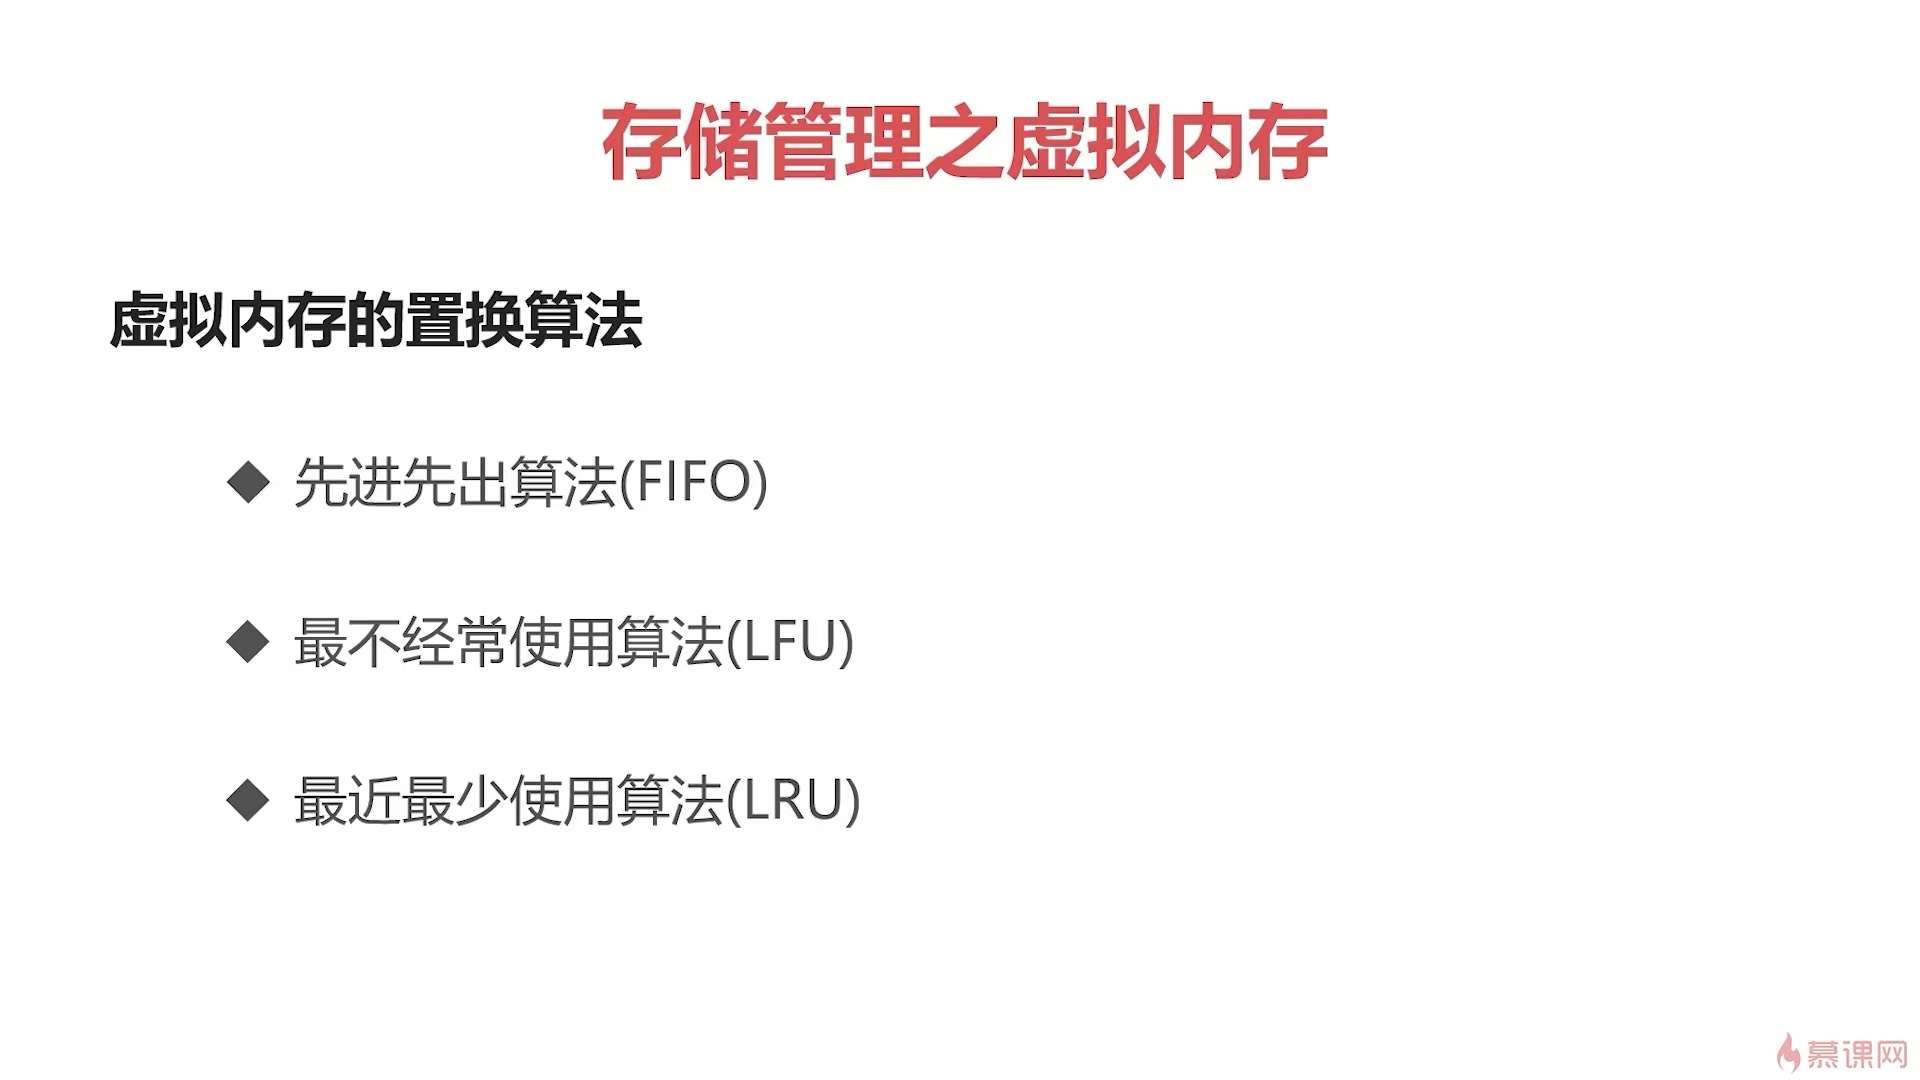 存储管理之虚拟内存
虚拟内存的置换算法
◆ 先进先出算法(FIFO)
◆ 最不经常使用算法(LFU)
◆ 最近最少使用算法(LRU)
慕课网